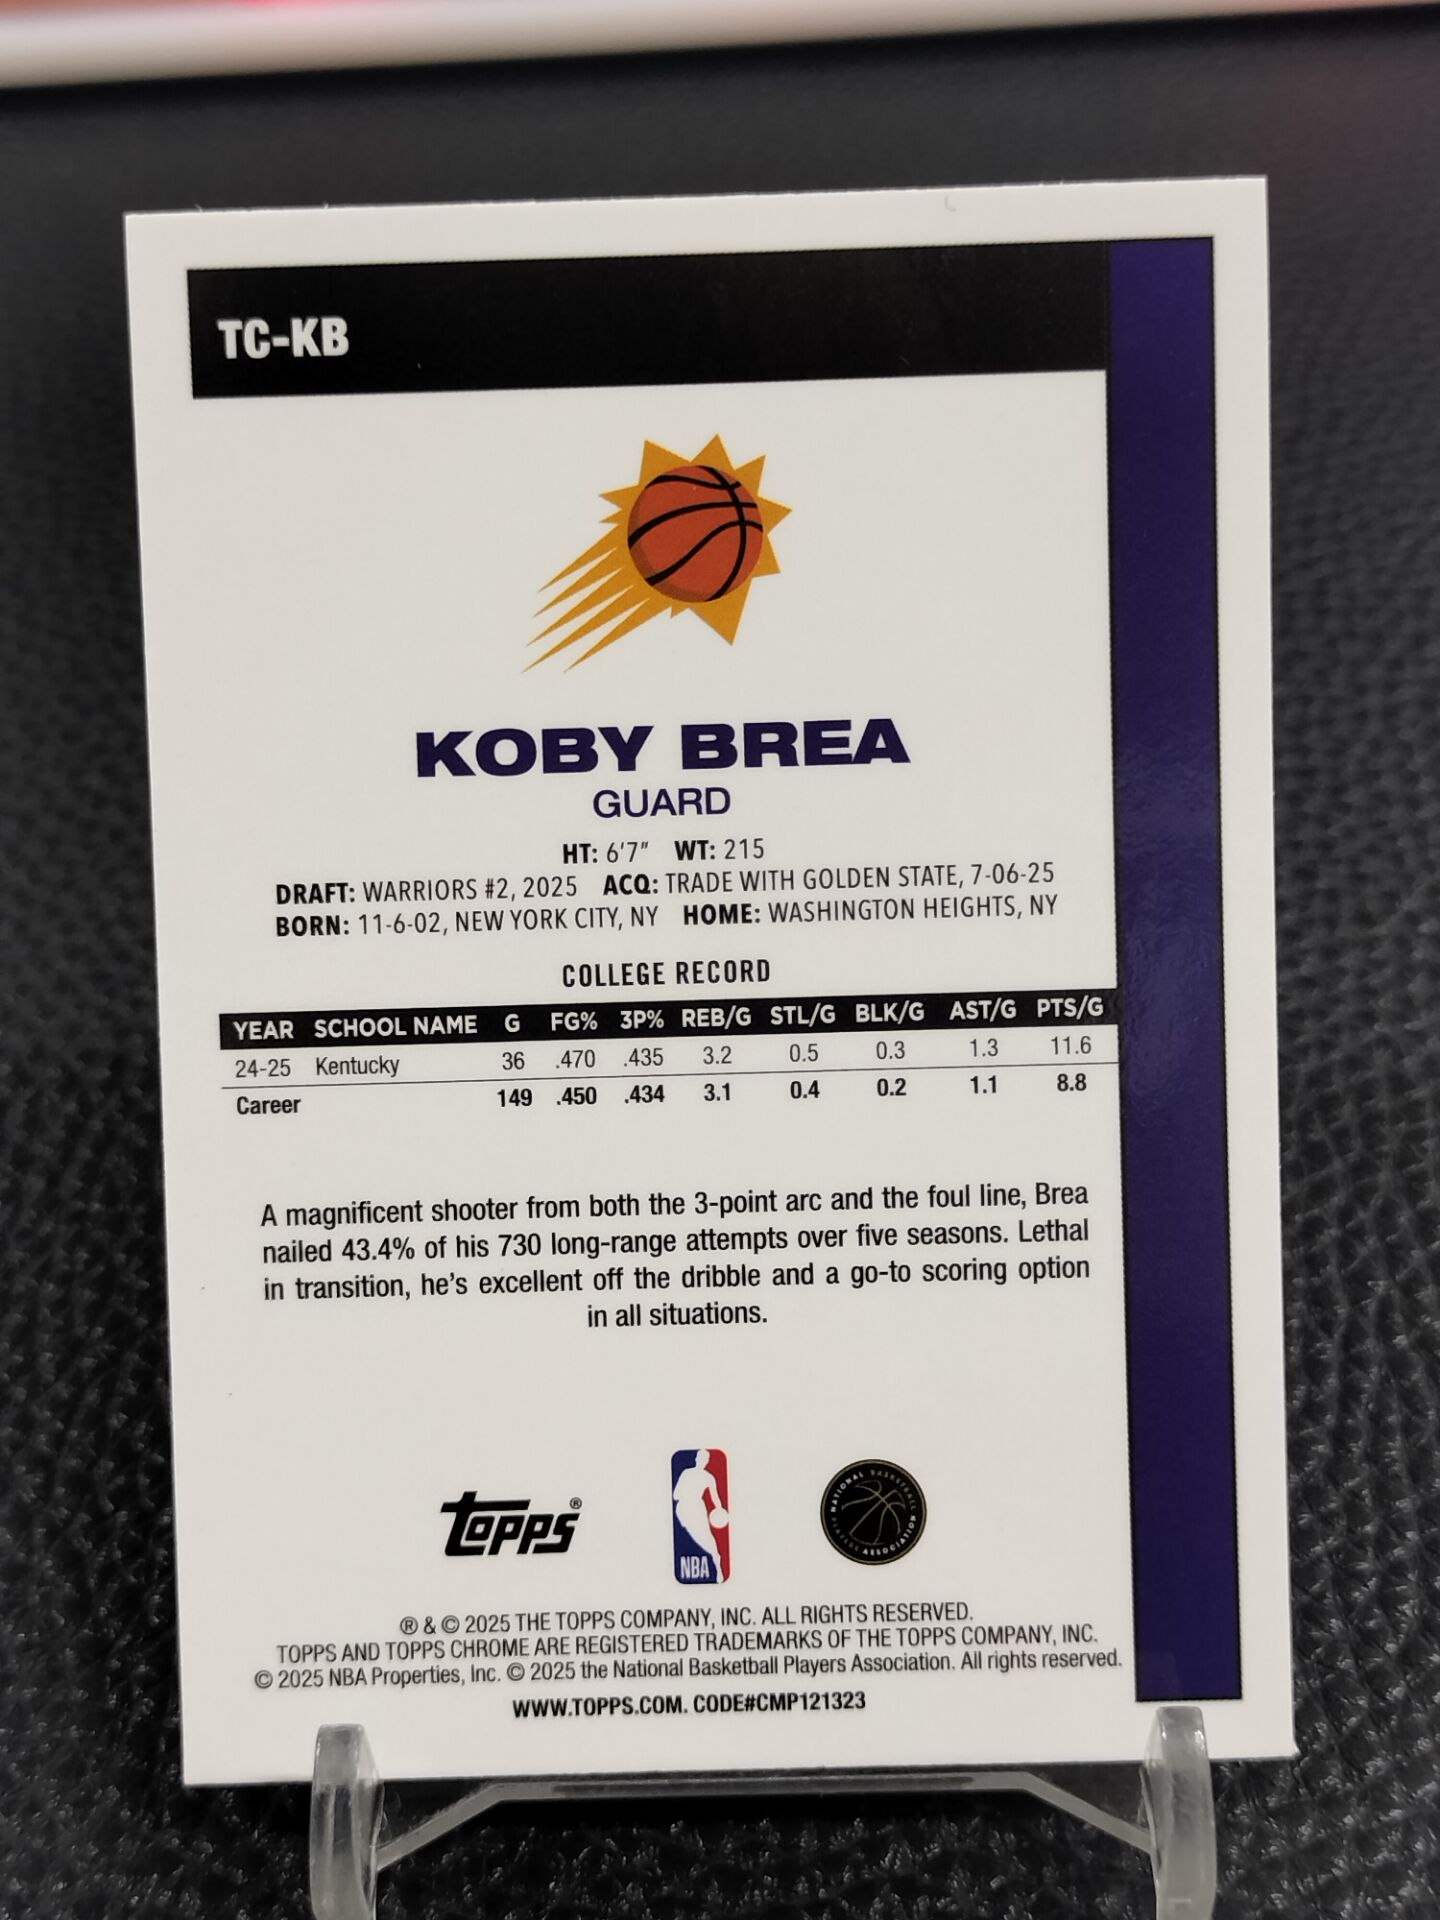 TC-KB
KOBY BREA
GUARD
HT: 6'7" WT: 215
DRAFT: WARRIORS #2, 2025 ACQ: TRADE WITH GOLDEN STATE, 7-06-25
BORN: 11-6-02, NEW YORK CITY, NY HOME: WASHINGTON HEIGHTS, NY
COLLEGE RECORD
YEAR SCHOOL NAME G FG% 3P% REB/G STL/G BLK/G AST/G PTS/G
24-25 Kentucky 36 .470 .435 3.2 0.5 0.3 1.3 11.6
Career 149 .450 .434 3.1 0.4 0.2 1.1 8.8
A magnificent shooter from both the 3-point arc and the foul line, Brea
nailed 43.4% of his 730 long-range attempts over five seasons. Lethal
in transition, he's excellent off the dribble and a go-to scoring option
in all situations.
topps®
NBA
NATIONAL BASKETBALL PLAYERS ASSOCIATION
® & © 2025 THE TOPPS COMPANY, INC. ALL RIGHTS RESERVED.
TOPPS AND TOPPS CHROME ARE REGISTERED TRADEMARKS OF THE TOPPS COMPANY, INC.
© 2025 NBA Properties, Inc. © 2025 the National Basketball Players Association. All rights reserved.
WWW.TOPPS.COM. CODE#CMP121323